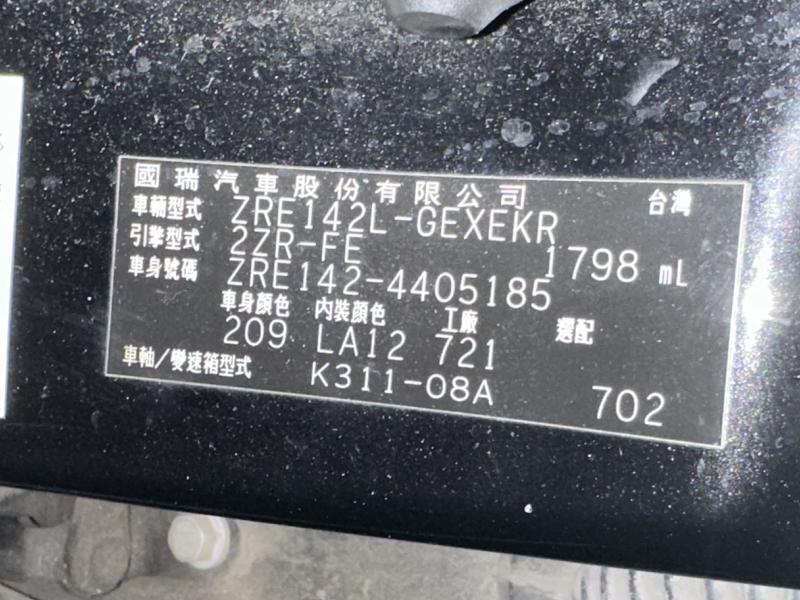 國瑞汽車股份有限公司 台灣
車輛型式 ZRE142L-GEXEKR
引擎型式 2ZR-FE 1798 mL
車身號碼 ZRE142-4405185
車身顏色 內裝顏色 工廠 選配
209 LA12 721
車軸/變速箱型式 K311-08A 702